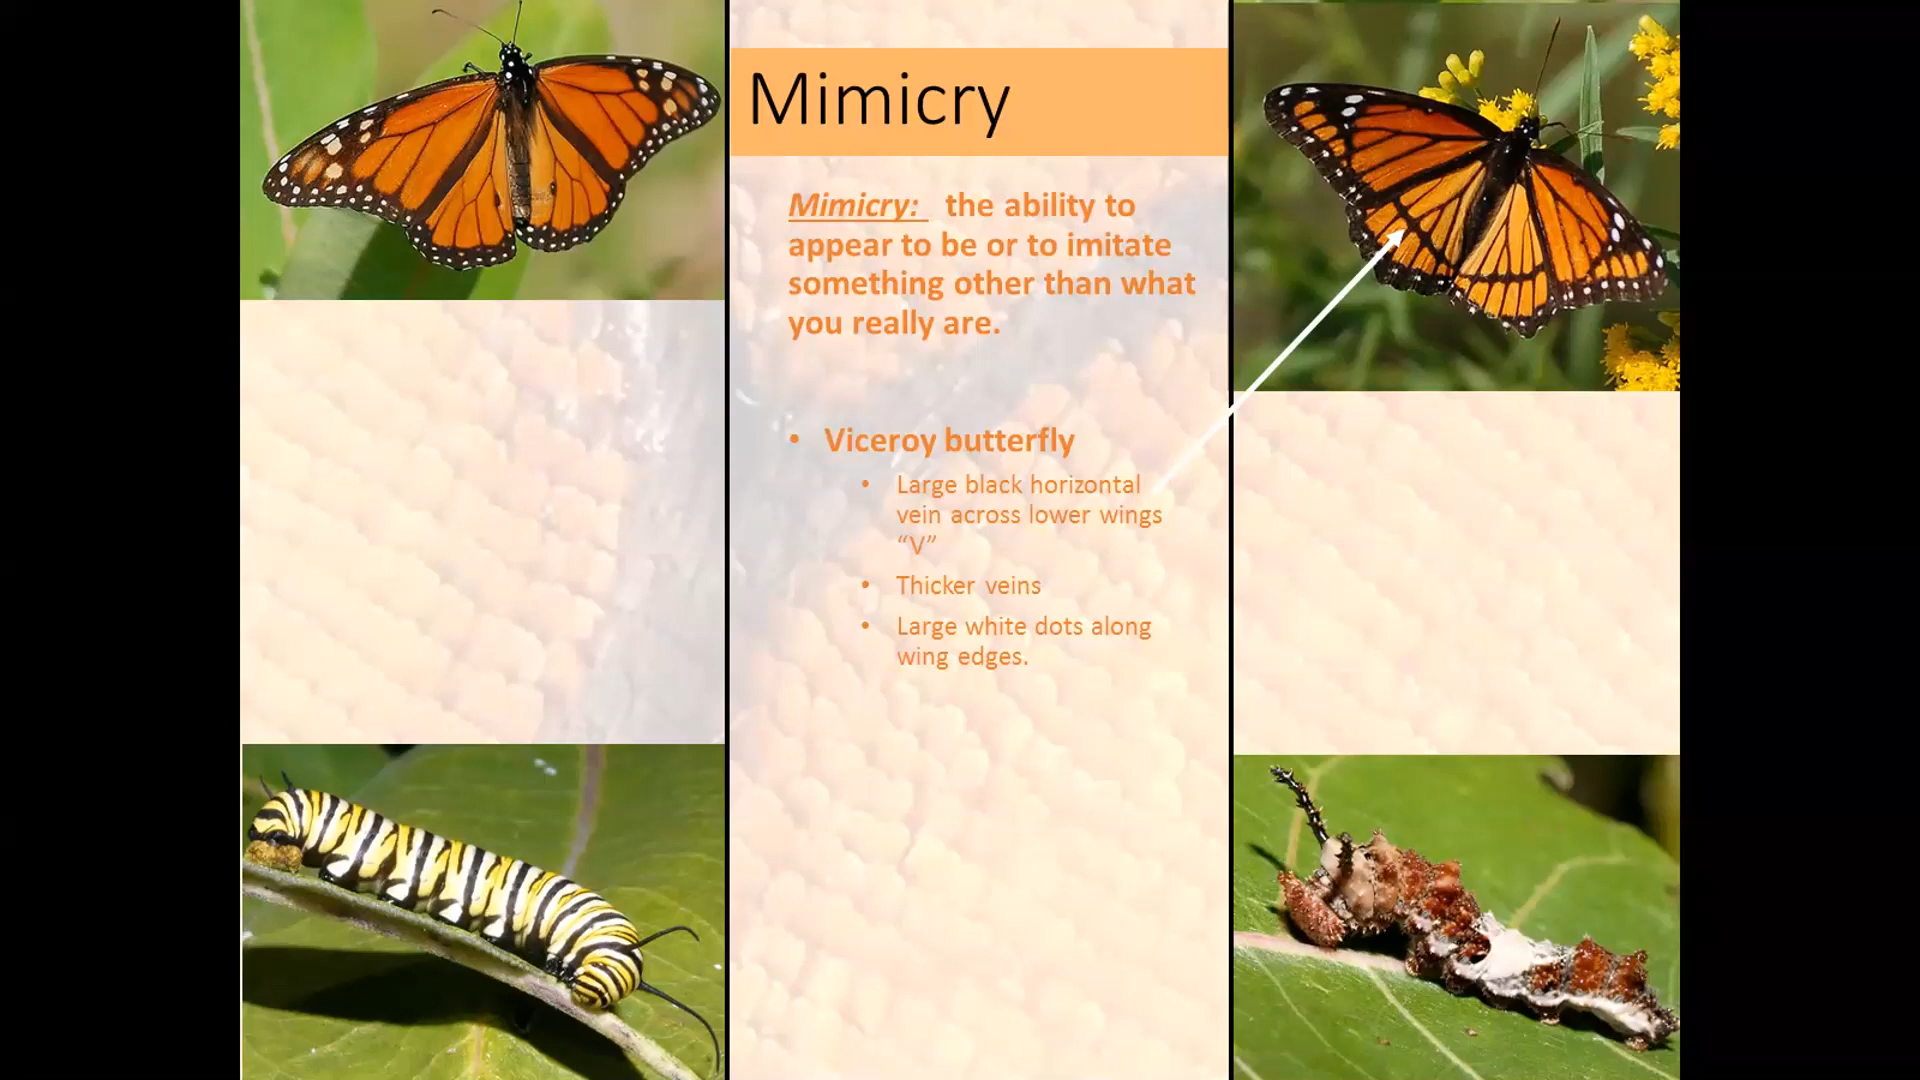 Mimicry
Mimicry: the ability to
appear to be or to imitate
something other than what
you really are.
• Viceroy butterfly
• Large black horizontal
vein across lower wings
“V”
• Thicker veins
• Large white dots along
wing edges.